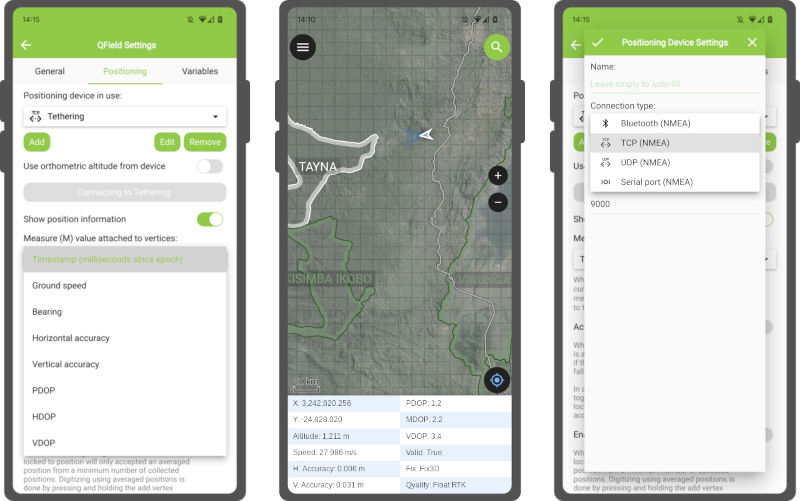 14:15
QField Settings
General
Positioning
Variables
Positioning device in use:
TCP
Tethering
Add
Edit
Remove
Use orthometric altitude from device
Connecting to Tethering
Show position information
Measure (M) value attached to vertices:
Timestamp (milliseconds since epoch)
Ground speed
Bearing
Horizontal accuracy
Vertical accuracy
PDOP
HDOP
VDOP
locked to position will only accepted an averaged
position from a minimum number of collected
positions. Digitizing using averaged positions is
done by pressing and holding the add vertex
14:10
TAYNA
KISIMBA IKOBO
VIRUNGA
+
−
X: 3,242,820.256
PDOP: 1.2
Y: -24,828.020
MDOP: 2.2
Altitude: 1,211 m
VDOP: 3.4
Speed: 27.986 m/s
Valid: True
H. Accuracy: 0.006 m
Fix: Fix3D
V. Accuracy: 0.031 m
Qyality: Float RTK
14:15
Positioning Device Settings
Name:
Leave empty to auto-fill
Connection type:
Bluetooth (NMEA)
TCP
TCP (NMEA)
UDP
UDP (NMEA)
Serial port (NMEA)
9000